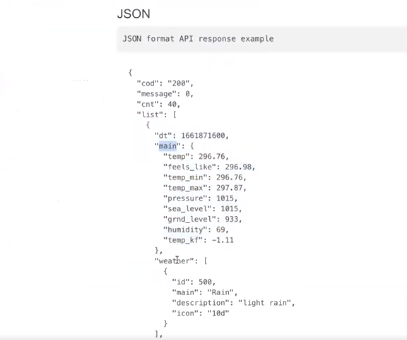 JSON
JSON format API response example
{
"cod": "200",
"message": 0,
"cnt": 40,
"list": [
{
"dt": 1661871600,
"main": {
"temp": 296.76,
"feels_like": 296.98,
"temp_min": 296.76,
"temp_max": 297.87,
"pressure": 1015,
"sea_level": 1015,
"grnd_level": 933,
"humidity": 69,
"temp_kf": -1.11
},
"weather": [
{
"id": 500,
"main": "Rain",
"description": "light rain",
"icon": "10d"
}
],